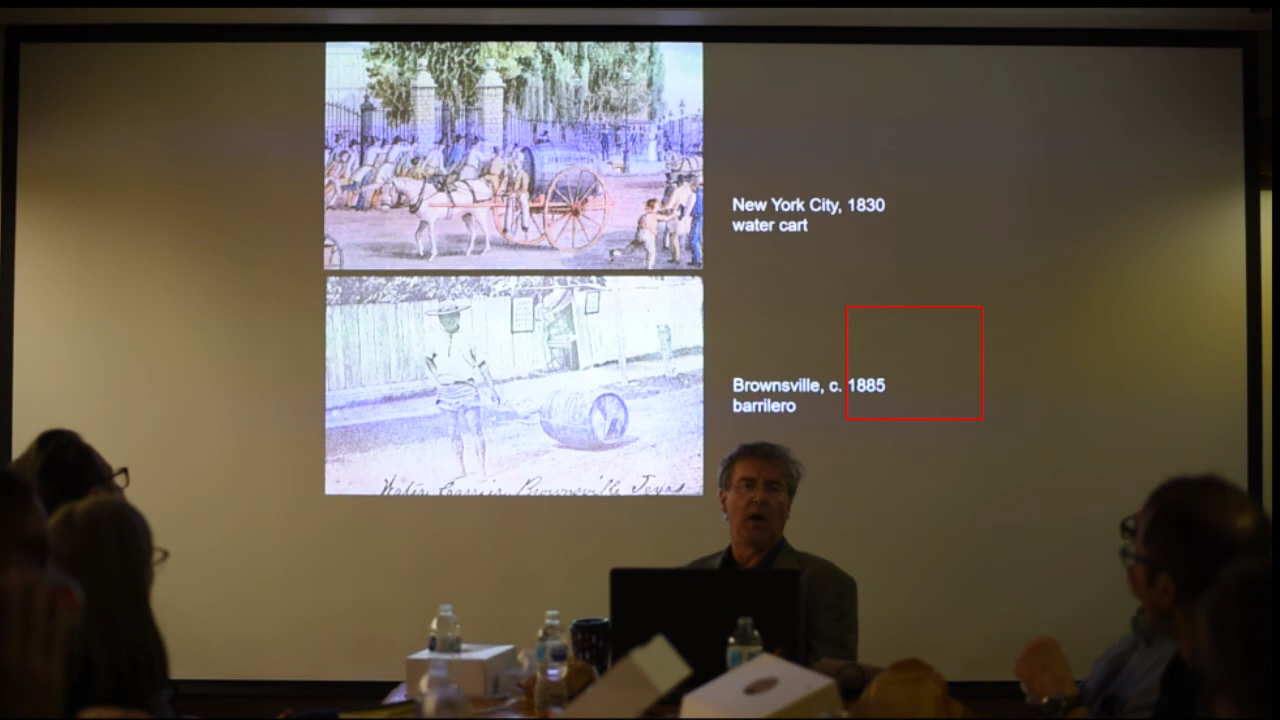 New York City, 1830
water cart
Brownsville, c. 1885
barrilero
Water Carrier, Brownsville Texas